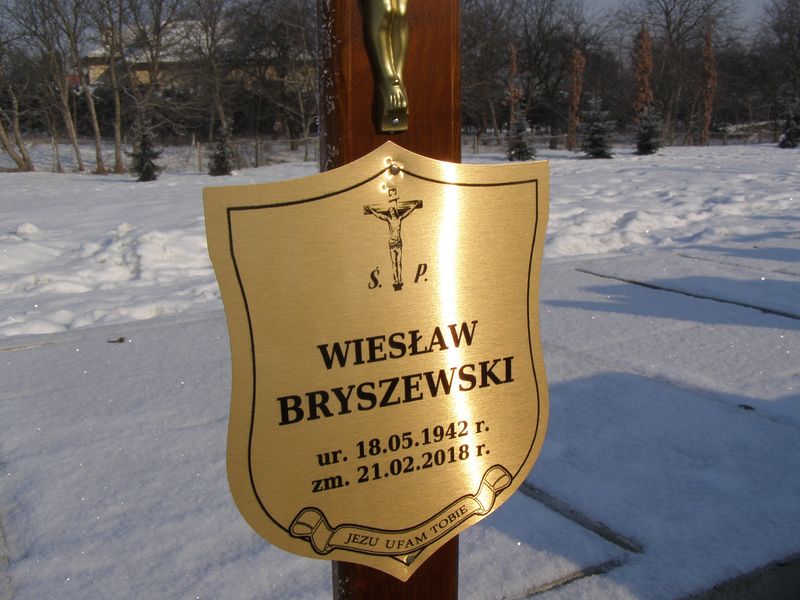 Ś. P.
WIESŁAW
BRYSZEWSKI
ur. 18.05.1942 r.
zm. 21.02.2018 r.
JEZU UFAM TOBIE